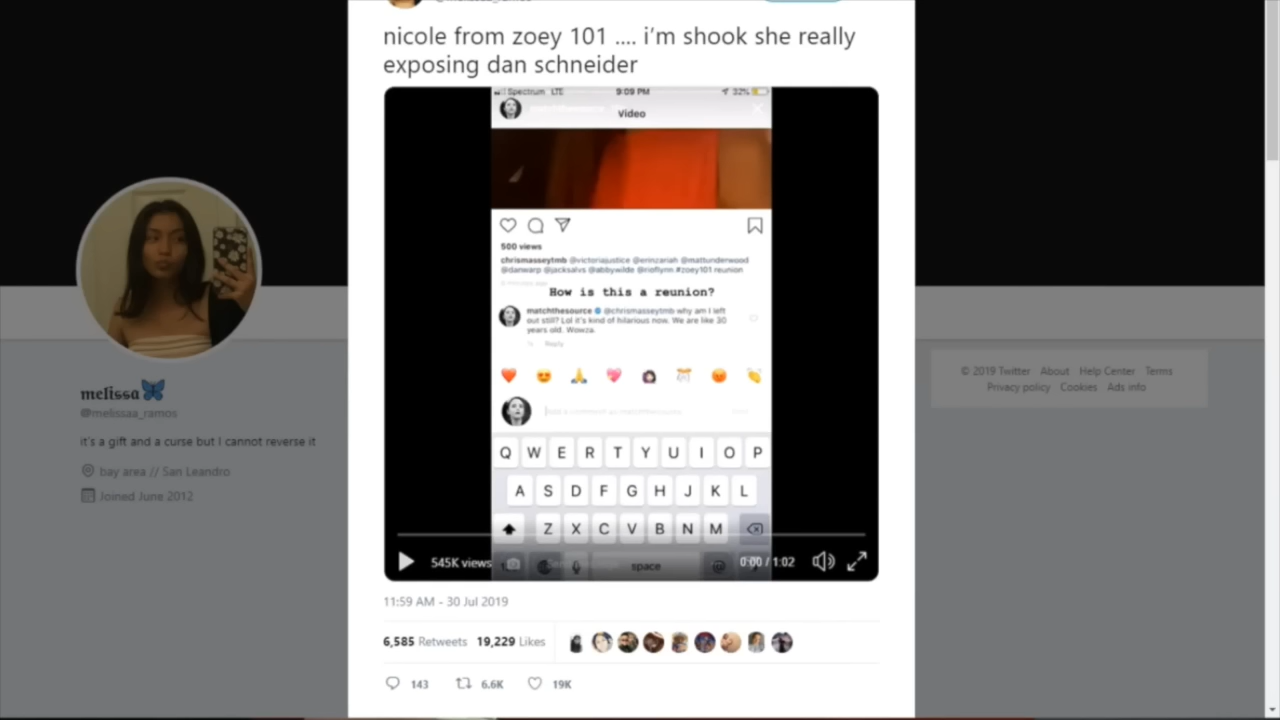 nicole from zoey 101 .... i'm shook she really
exposing dan schneider
Spectrum LTE 9:09 PM 32%
Video
500 views
chrismasseytmb @victoriajustice @erinzariah @mattunderwood
@danwarp @jacksalvs @abbywilde @rioflynn #zoey101 reunion
How is this a reunion?
matchthesource @chrismasseytmb why am I left
out still? Lol it's kind of hilarious now. We are like 30
years old. Wowza.
Reply
Q W E R T Y U I O P
A S D F G H J K L
Z X C V B N M
545K views
space
@
0:00 / 1:02
11:59 AM - 30 Jul 2019
6,585 Retweets 19,229 Likes
143 6.6K 19K
melissa
@melissaa_ramos
it's a gift and a curse but I cannot reverse it
bay area // San Leandro
Joined June 2012
© 2019 Twitter About Help Center Terms
Privacy policy Cookies Ads info